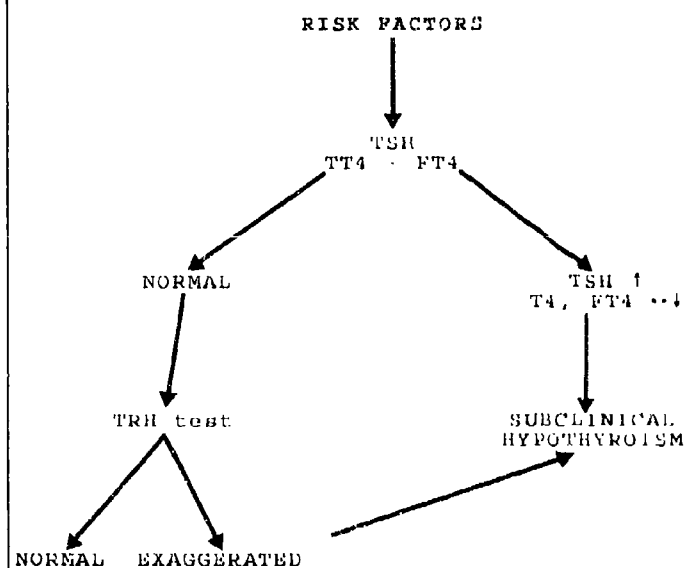 RISK FACTORS
TSH
TT4 - FT4
NORMAL
TSH ↑
T4, FT4 ↔↓
TRH test
SUBCLINICAL
HYPOTHYROISM
NORMAL EXAGGERATED